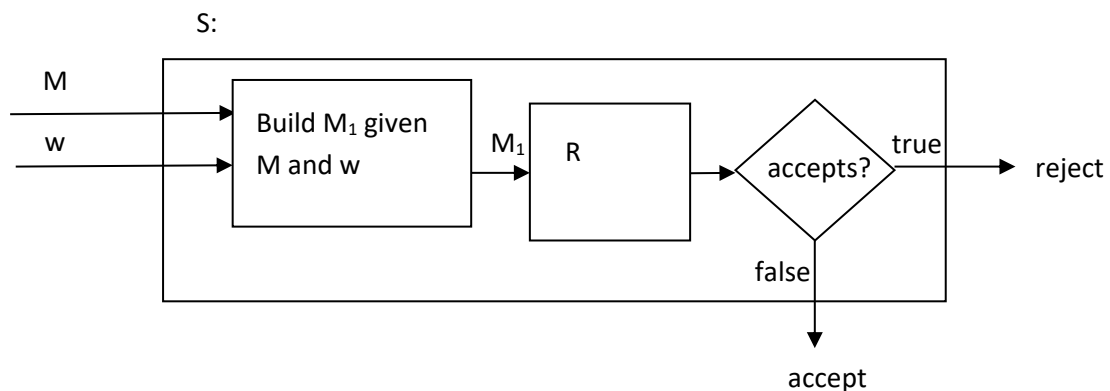 S:
M
w
Build M₁ given
M and w
M₁
R
accepts?
true
reject
false
accept